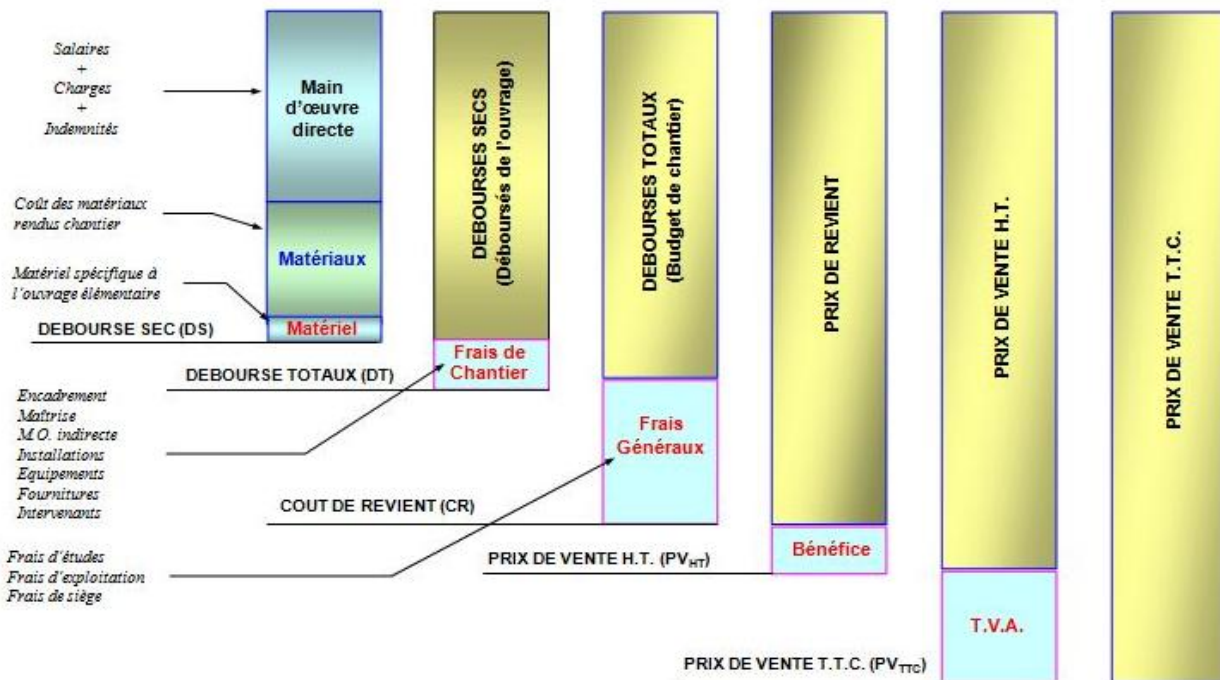 Salaires
+
Charges
+
Indemnités
Main
d'œuvre
directe
Coût des matériaux
rendus chantier
Matériaux
Matériel spécifique à
l'ouvrage élémentaire
Matériel
DEBOURSE SEC (DS)
DEBOURSES SECS
(Déboursés de l'ouvrage)
Frais de
Chantier
DEBOURSE TOTAUX (DT)
Encadrement
Maîtrise
M.O. indirecte
Installations
Equipements
Fournitures
Intervenants
DEBOURSES TOTAUX
(Budget de chantier)
Frais
Généraux
COUT DE REVIENT (CR)
Frais d'études
Frais d'exploitation
Frais de siège
PRIX DE REVIENT
Bénéfice
PRIX DE VENTE H.T. (PVHT)
PRIX DE VENTE H.T.
T.V.A.
PRIX DE VENTE T.T.C. (PVTTC)
PRIX DE VENTE T.T.C.